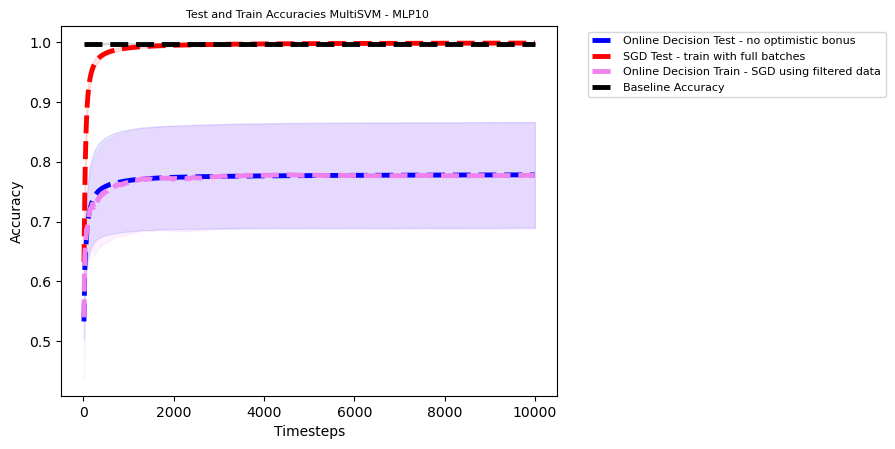 Test and Train Accuracies MultiSVM - MLP10
1.0
0.9
0.8
0.7
0.6
0.5
Accuracy
0
2000
4000
6000
8000
10000
Timesteps
Online Decision Test - no optimistic bonus
SGD Test - train with full batches
Online Decision Train - SGD using filtered data
Baseline Accuracy